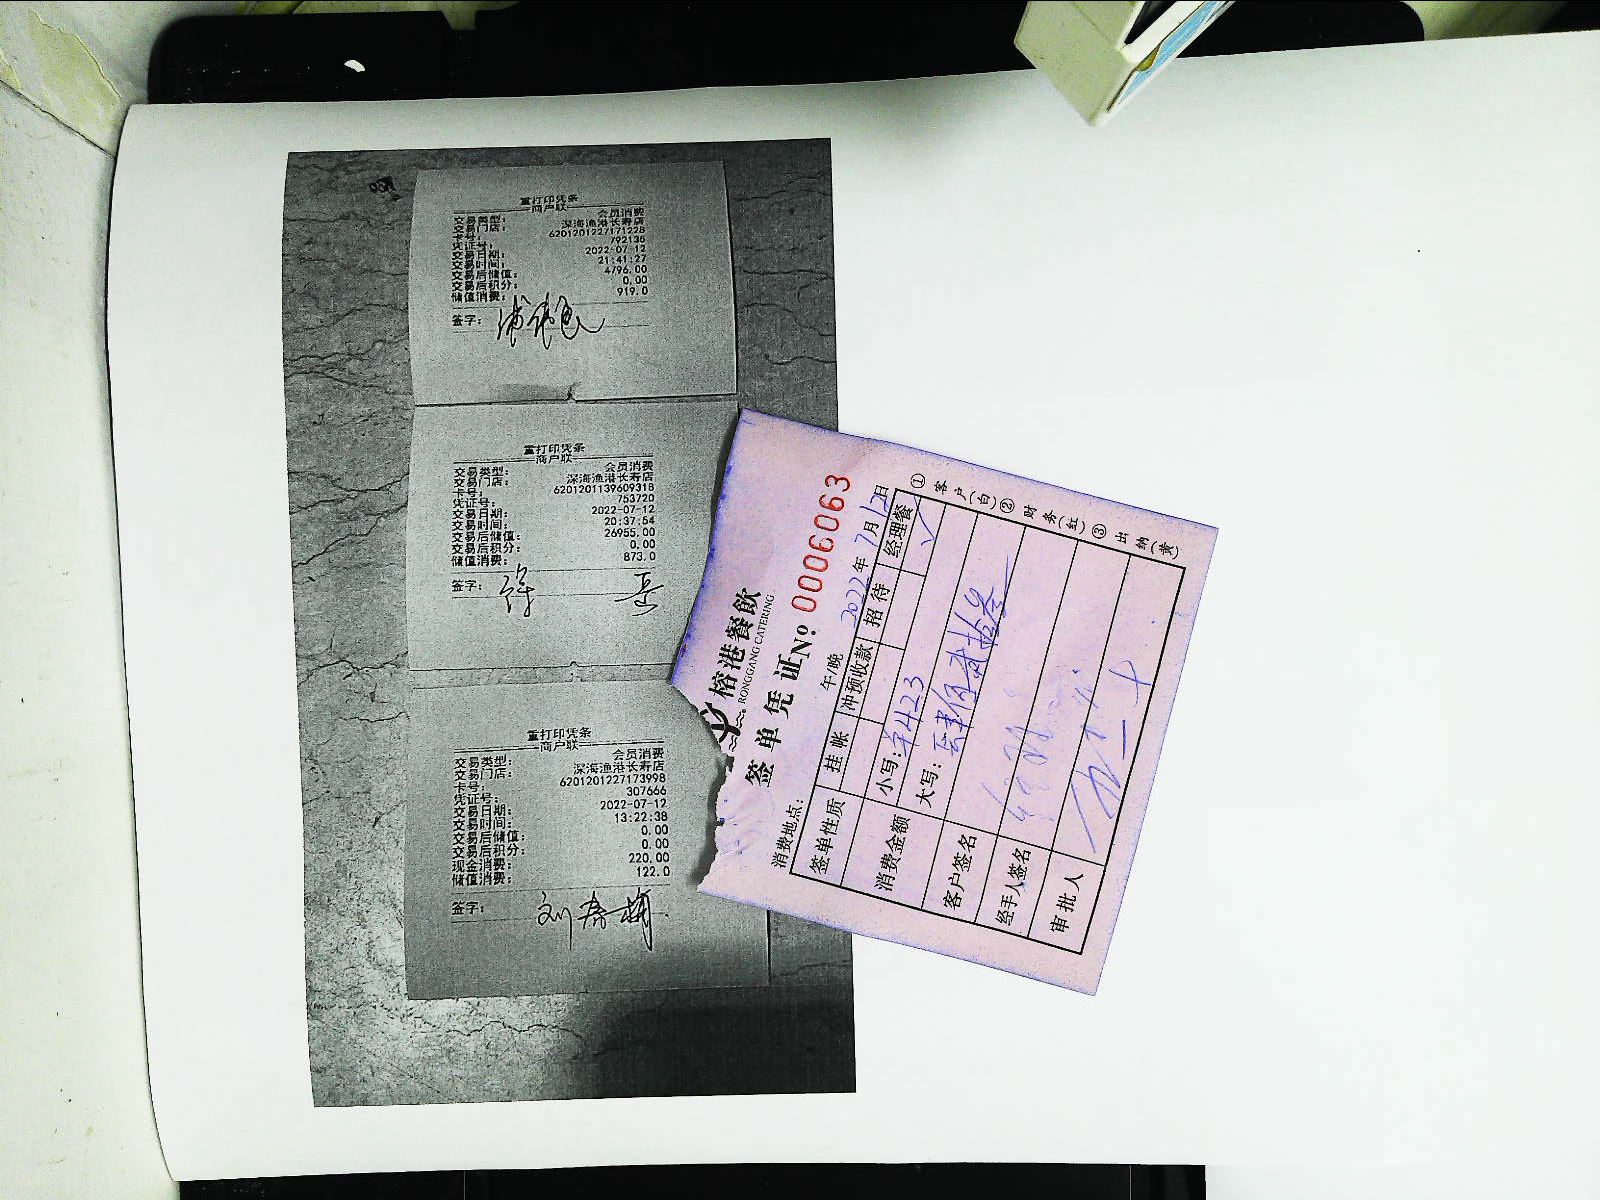 重打印凭条
商户联
交易类型: 会员消费
交易门店: 深海渔港长寿店
卡号: 6201201227171228
凭证号: 792136
交易日期: 2022-07-12
交易时间: 21:41:27
交易后储值: 4796.00
交易后积分: 0.00
储值消费: 919.0
签字:
重打印凭条
商户联
交易类型: 会员消费
交易门店: 深海渔港长寿店
卡号: 6201201139609318
凭证号: 753720
交易日期: 2022-07-12
交易时间: 20:37:54
交易后储值: 26955.00
交易后积分: 0.00
储值消费: 873.0
签字:
重打印凭条
商户联
交易类型: 会员消费
交易门店: 深海渔港长寿店
卡号: 6201201227173998
凭证号: 307666
交易日期: 2022-07-12
交易时间: 13:22:38
交易后储值: 0.00
交易后积分: 0.00
现金消费: 220.00
储值消费: 122.0
签字: 刘春梅
榕港餐飲
RONGGANG CATERING
签单凭证 No: 0006063
消费地点: 午/晚 2022年7月12日
签单性质 挂帐 冲预收款 招待 经理餐 ✓
消费金额 小写: ¥423
大写:
客户签名
经手人签名
审批人
① 客户(白) ② 财务(红) ③ 出纳(黄)